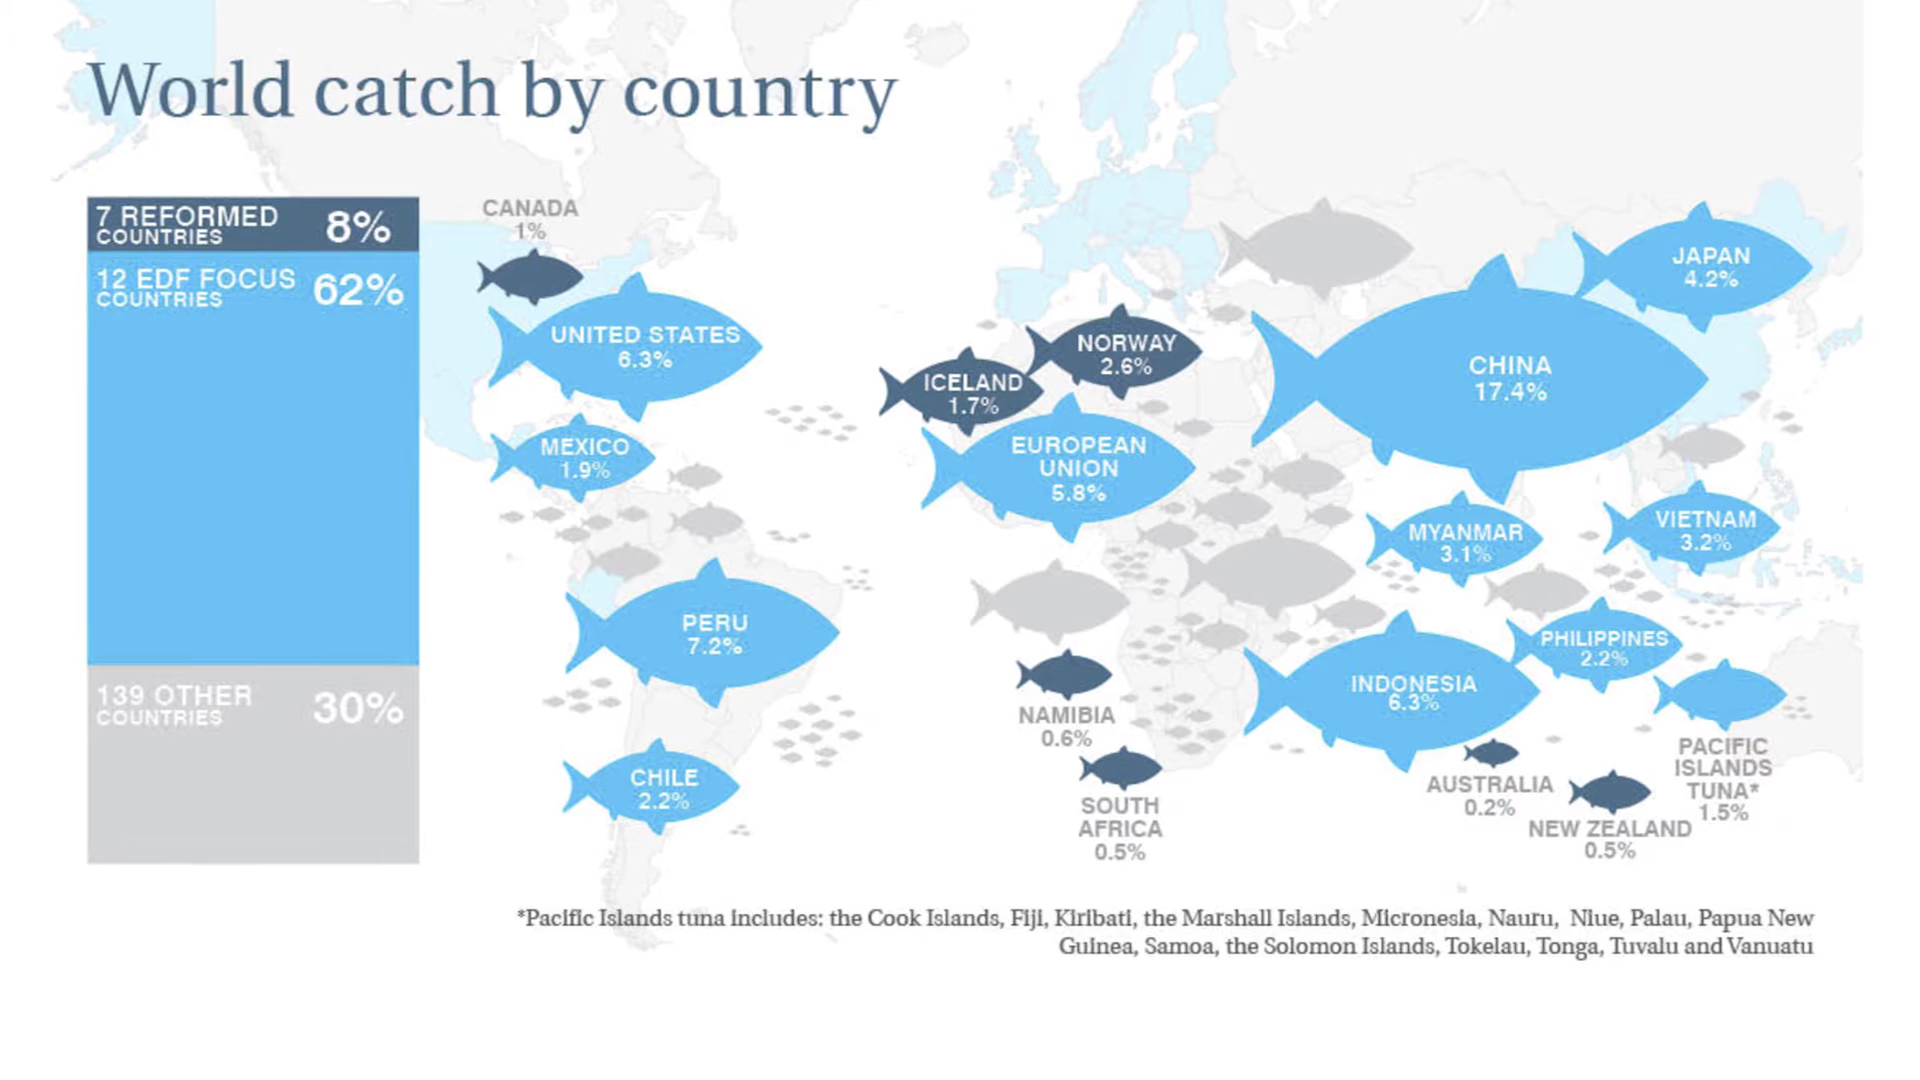 World catch by country
7 REFORMED
COUNTRIES
8%
12 EDF FOCUS
COUNTRIES
62%
139 OTHER
COUNTRIES
30%
CANADA
1%
UNITED STATES
6.3%
MEXICO
1.9%
PERU
7.2%
CHILE
2.2%
ICELAND
1.7%
NORWAY
2.6%
EUROPEAN
UNION
5.8%
NAMIBIA
0.6%
SOUTH
AFRICA
0.5%
JAPAN
4.2%
CHINA
17.4%
MYANMAR
3.1%
VIETNAM
3.2%
PHILIPPINES
2.2%
INDONESIA
6.3%
AUSTRALIA
0.2%
NEW ZEALAND
0.5%
PACIFIC
ISLANDS
TUNA*
1.5%
*Pacific Islands tuna includes: the Cook Islands, Fiji, Kiribati, the Marshall Islands, Micronesia, Nauru, Niue, Palau, Papua New
Guinea, Samoa, the Solomon Islands, Tokelau, Tonga, Tuvalu and Vanuatu